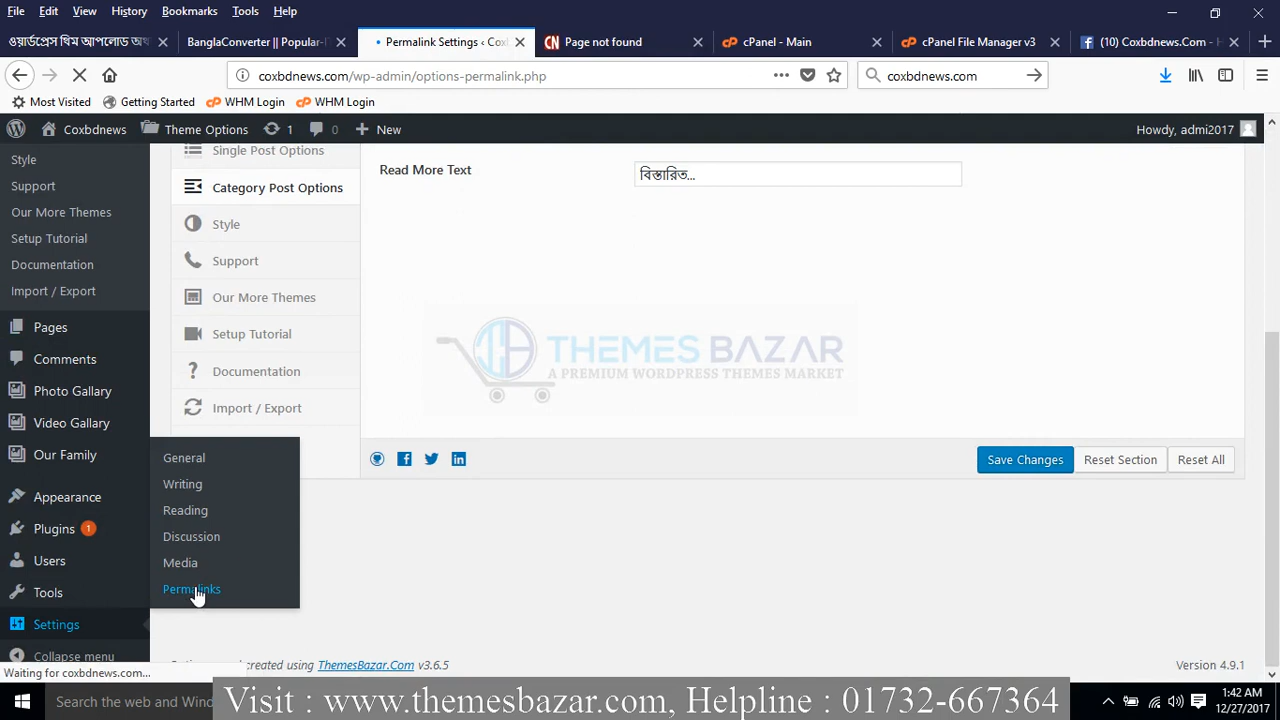 File Edit View History Bookmarks Tools Help
ওয়ার্ডপ্রেস থিম আপলোড অথ
BanglaConverter || Popular-I
Permalink Settings ‹ Coxb
Page not found
cPanel - Main
cPanel File Manager v3
(10) Coxbdnews.Com - H
coxbdnews.com/wp-admin/options-permalink.php
coxbdnews.com
Most Visited Getting Started WHM Login WHM Login
Coxbdnews Theme Options 1 0 New Howdy, admi2017
Style
Support
Our More Themes
Setup Tutorial
Documentation
Import / Export
Pages
Comments
Photo Gallary
Video Gallary
Our Family
Appearance
Plugins 1
Users
Tools
Settings
Collapse menu
Single Post Options
Category Post Options
Style
Support
Our More Themes
Setup Tutorial
Documentation
Import / Export
General
Writing
Reading
Discussion
Media
Permalinks
Read More Text
বিস্তারিত...
THEMES BAZAR
A PREMIUM WORDPRESS THEMES MARKET
Save Changes Reset Section Reset All
created using ThemesBazar.Com v3.6.5
Version 4.9.1
Waiting for coxbdnews.com...
Search the web and Windows
Visit : www.themesbazar.com, Helpline : 01732-667364
1:42 AM
12/27/2017